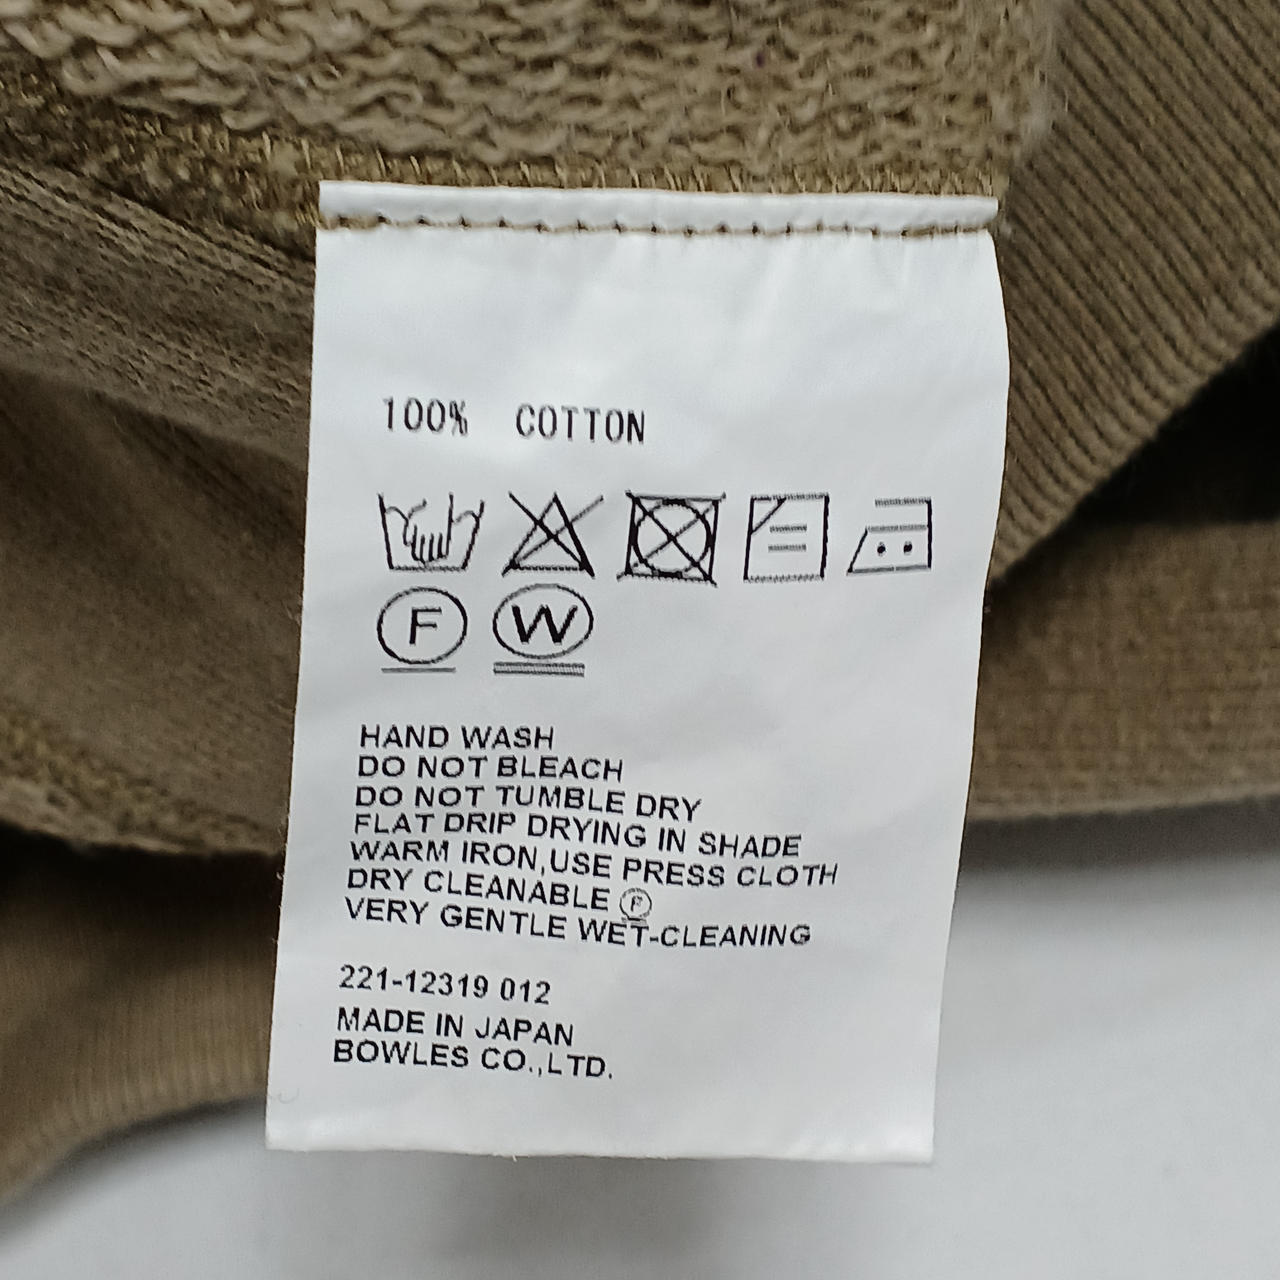 100% COTTON
F W
HAND WASH
DO NOT BLEACH
DO NOT TUMBLE DRY
FLAT DRIP DRYING IN SHADE
WARM IRON,USE PRESS CLOTH
DRY CLEANABLE Ⓕ
VERY GENTLE WET-CLEANING
221-12319 012
MADE IN JAPAN
BOWLES CO.,LTD.